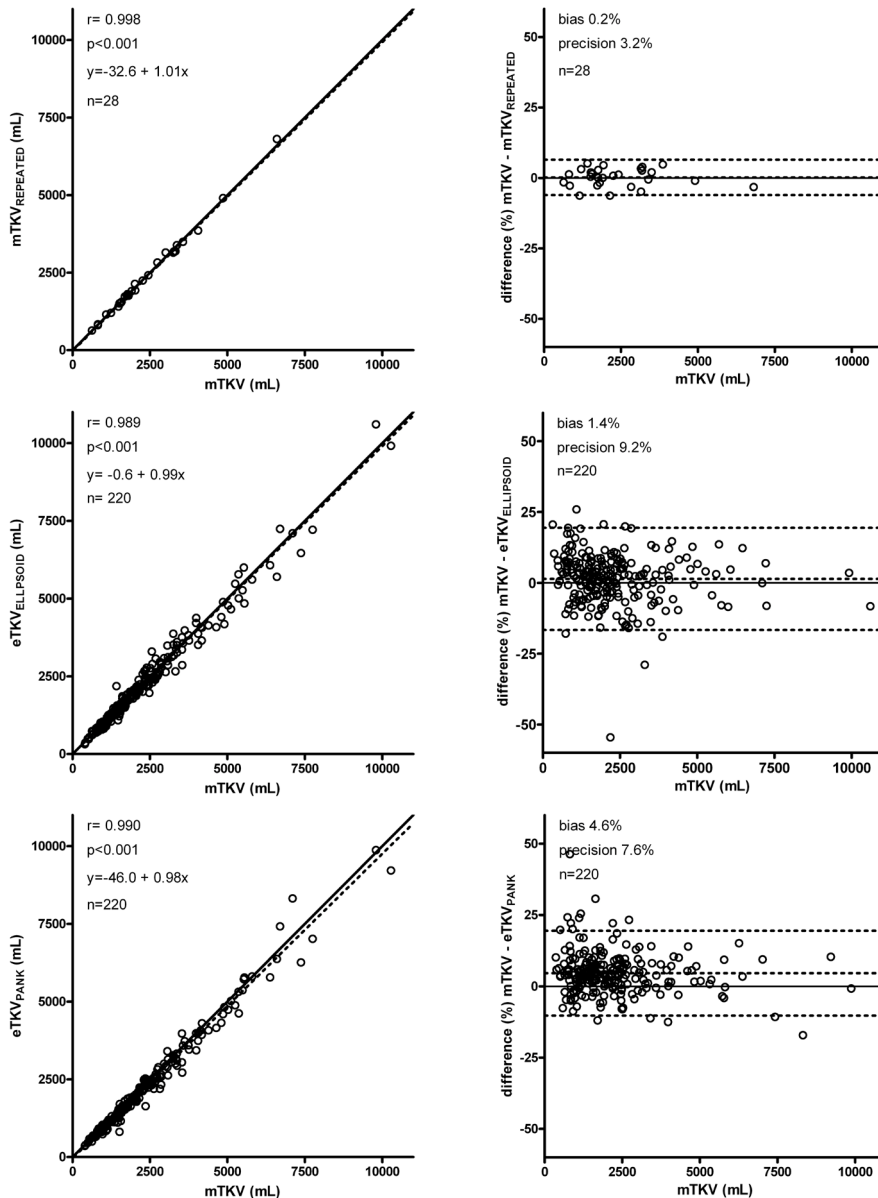 r= 0.998
p<0.001
y=-32.6 + 1.01x
n=28
10000
7500
5000
2500
0
mTKVREPEATED (mL)
0 2500 5000 7500 10000
mTKV (mL)
bias 0.2%
precision 3.2%
n=28
50
25
0
-25
-50
difference (%) mTKV - mTKVREPEATED
0 2500 5000 7500 10000
mTKV (mL)
r= 0.989
p<0.001
y= -0.6 + 0.99x
n= 220
10000
7500
5000
2500
0
eTKVELLPSOID (mL)
0 2500 5000 7500 10000
mTKV (mL)
bias 1.4%
precision 9.2%
n=220
50
25
0
-25
-50
difference (%) mTKV - eTKVELLIPSOID
0 2500 5000 7500 10000
mTKV (mL)
r= 0.990
p<0.001
y=-46.0 + 0.98x
n=220
10000
7500
5000
2500
0
eTKVPANK (mL)
0 2500 5000 7500 10000
mTKV (mL)
bias 4.6%
precision 7.6%
n=220
50
25
0
-25
-50
difference (%) mTKV - eTKVPANK
0 2500 5000 7500 10000
mTKV (mL)